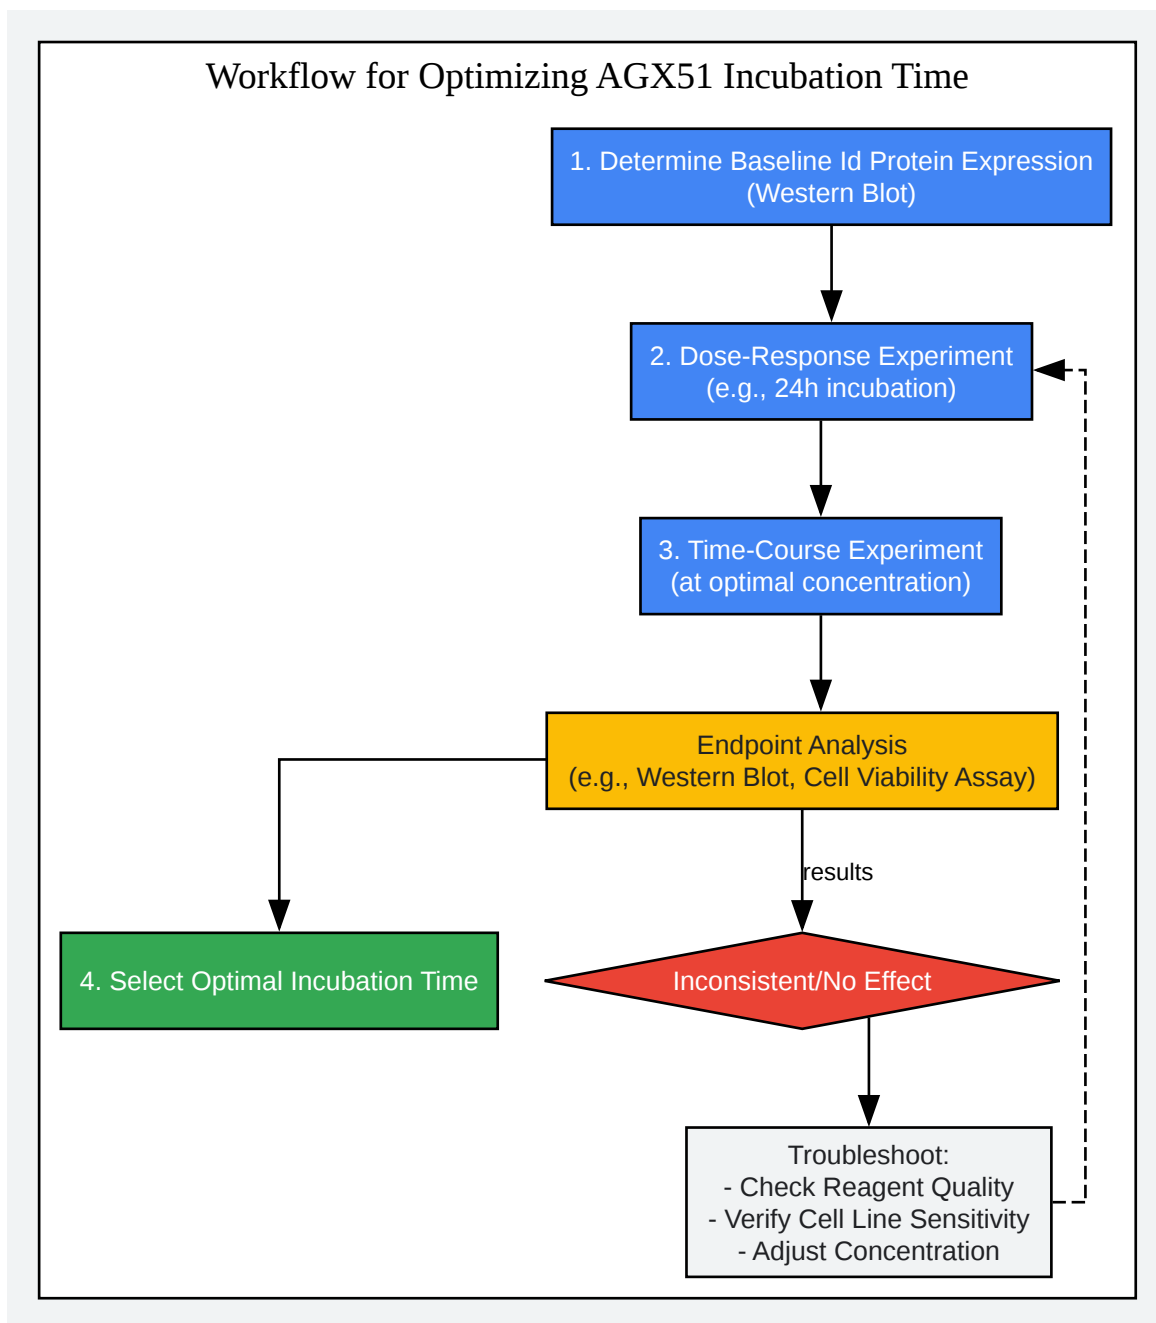 Workflow for Optimizing AGX51 Incubation Time
1. Determine Baseline Id Protein Expression
(Western Blot)
2. Dose-Response Experiment
(e.g., 24h incubation)
3. Time-Course Experiment
(at optimal concentration)
Endpoint Analysis
(e.g., Western Blot, Cell Viability Assay)
results
4. Select Optimal Incubation Time
Inconsistent/No Effect
Troubleshoot:
- Check Reagent Quality
- Verify Cell Line Sensitivity
- Adjust Concentration